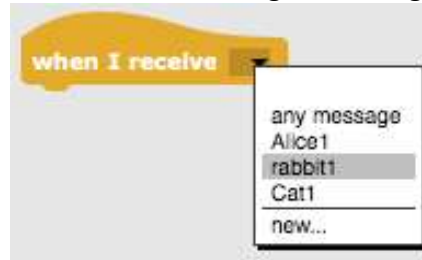 when I receive
any message
Alice1
rabbit1
Cat1
new...